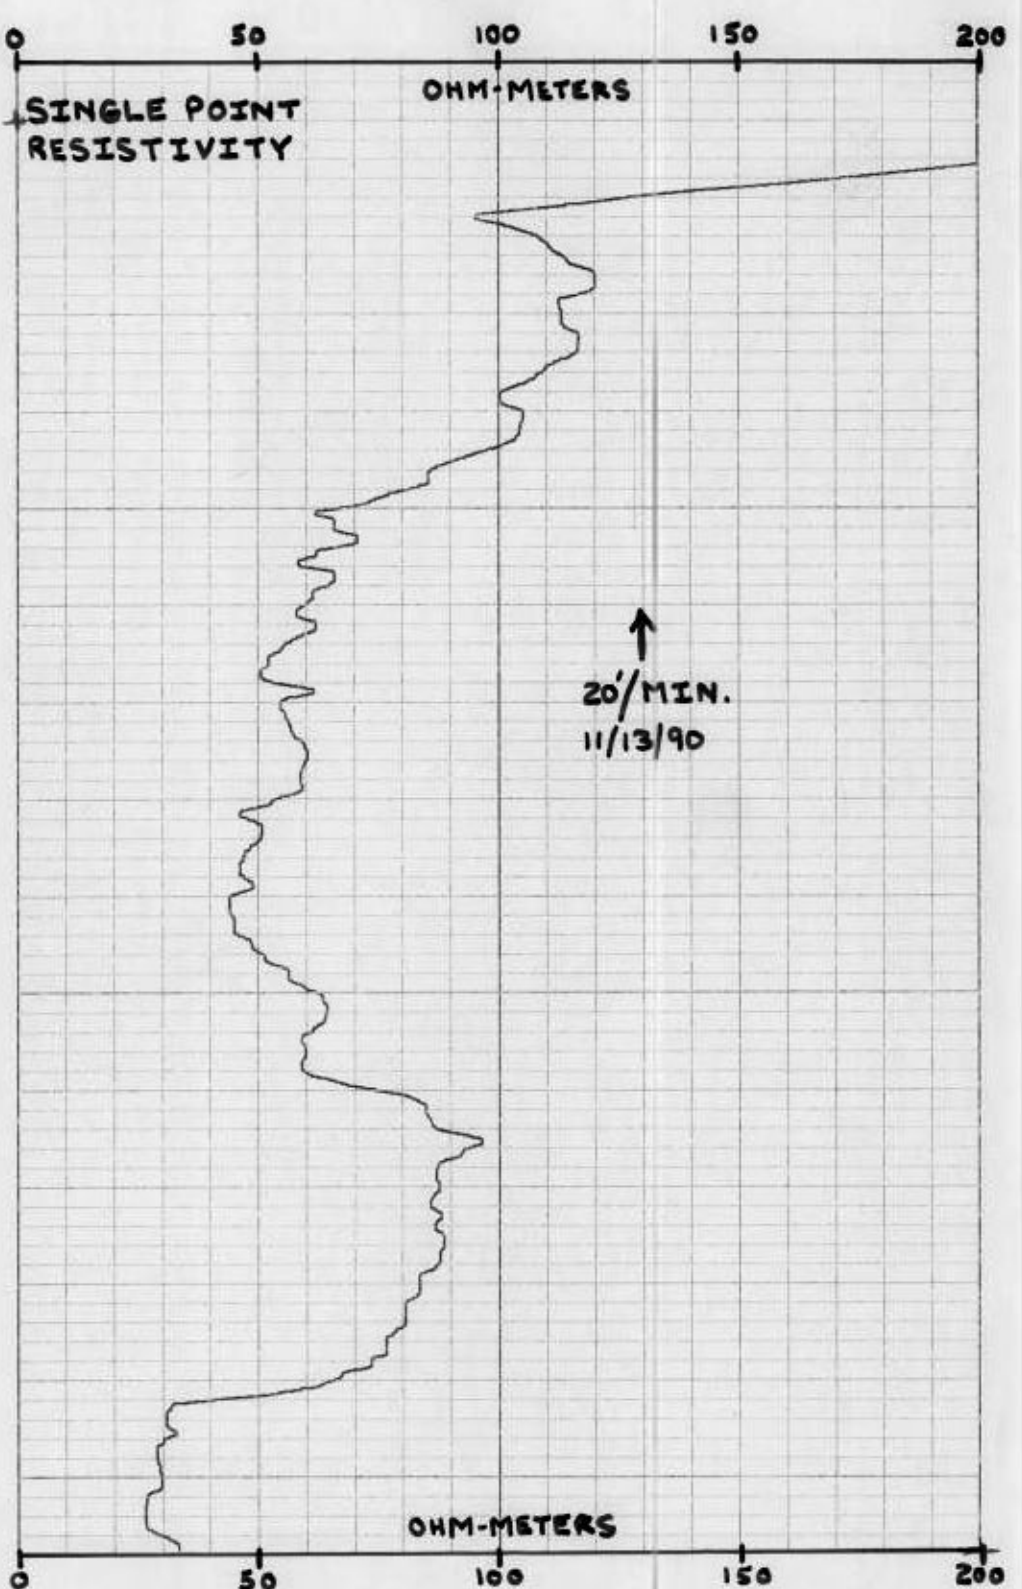 0 50 100 150 200
OHM-METERS
SINGLE POINT
RESISTIVITY
20'/MIN.
11/13/90
OHM-METERS
0 50 100 150 200